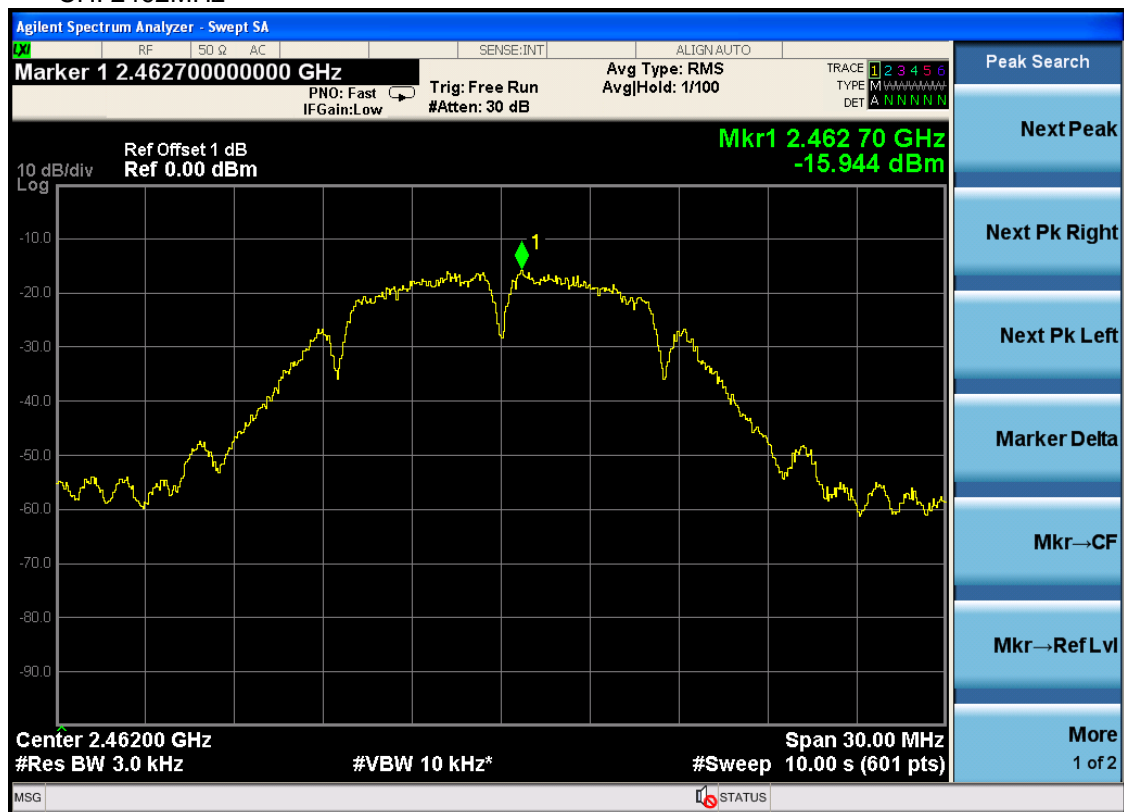 Agilent Spectrum Analyzer - Swept SA
LXI RF 50 Ω AC SENSE:INT ALIGN AUTO
Marker 1 2.462700000000 GHz
PNO: Fast
IFGain:Low
Trig: Free Run
#Atten: 30 dB
Avg Type: RMS
Avg|Hold: 1/100
TRACE 1 2 3 4 5 6
TYPE M WWWWW
DET A N N N N N
Mkr1 2.462 70 GHz
-15.944 dBm
Ref Offset 1 dB
10 dB/div Ref 0.00 dBm
Log
1
-10.0
-20.0
-30.0
-40.0
-50.0
-60.0
-70.0
-80.0
-90.0
Center 2.46200 GHz Span 30.00 MHz
#Res BW 3.0 kHz #VBW 10 kHz* #Sweep 10.00 s (601 pts)
MSG STATUS
Peak Search
Next Peak
Next Pk Right
Next Pk Left
Marker Delta
Mkr→CF
Mkr→Ref Lvl
More
1 of 2